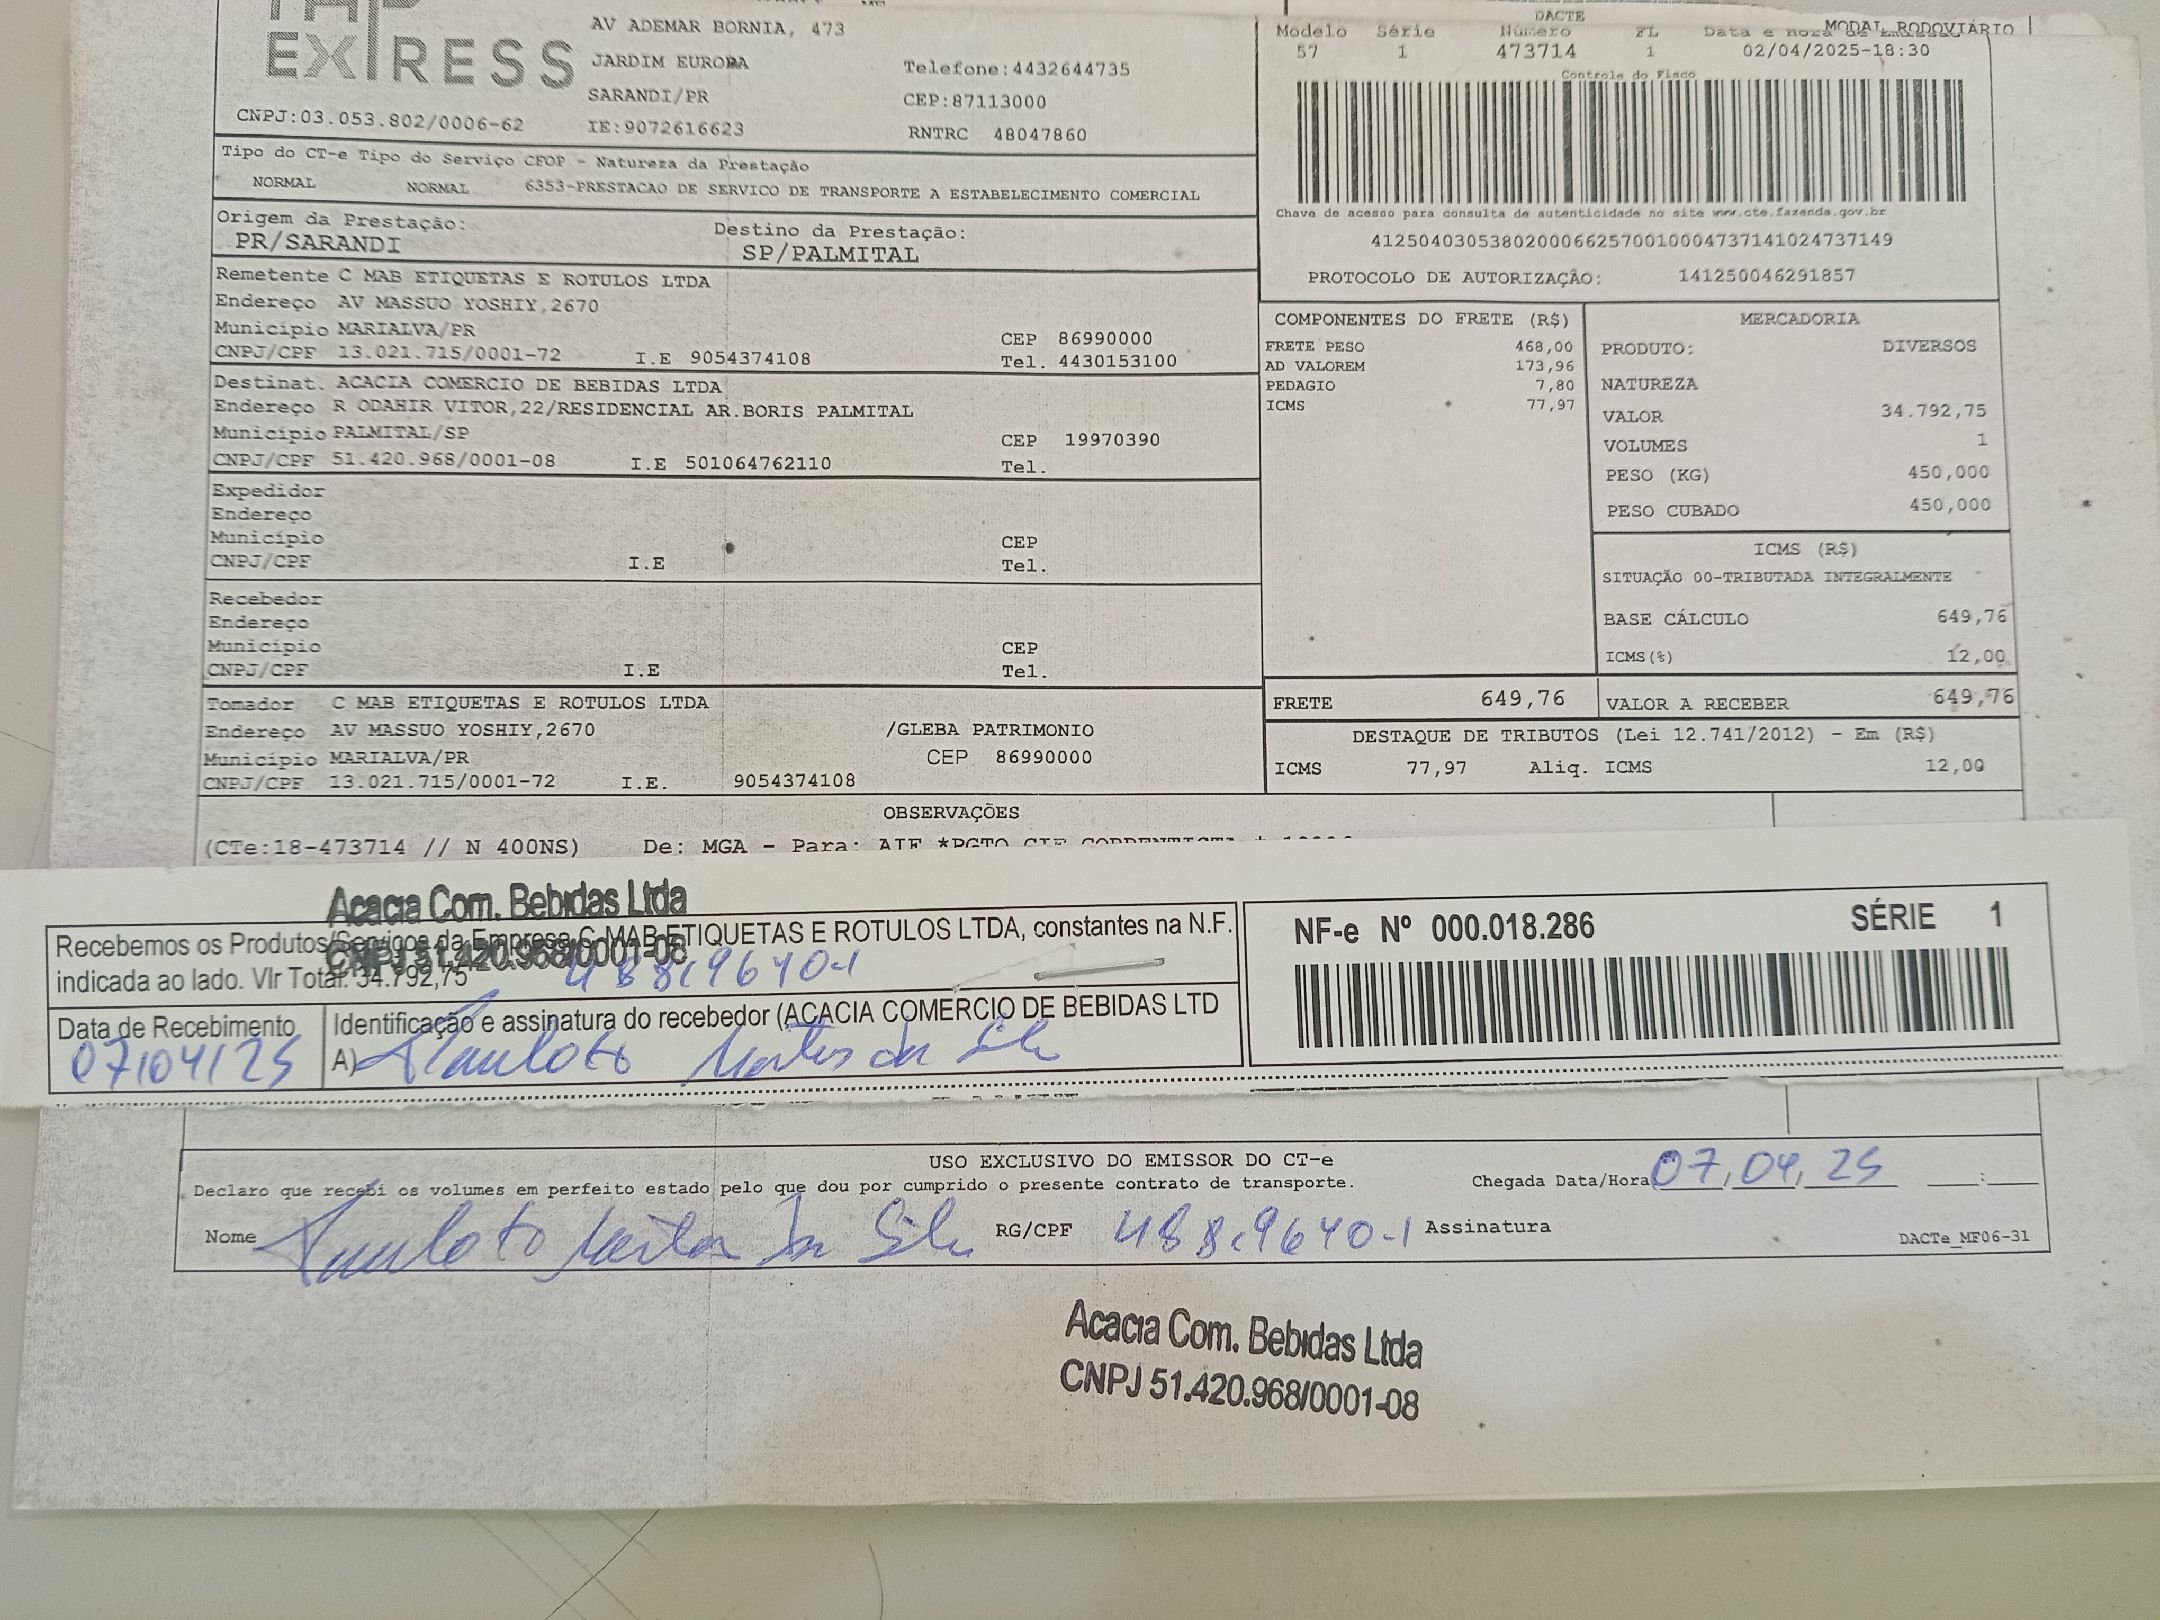 EXPRESS
AV ADEMAR BORNIA, 473
JARDIM EUROPA
Telefone:4432644735
SARANDI/PR
CEP:87113000
CNPJ:03.053.802/0006-62
IE:9072616623
RNTRC 48047860
DACTE
MODAL RODOVIÁRIO
Modelo Série Número FL Data e Hora de
57 1 473714 1 02/04/2025-18:30
Controle do Fisco
Chave de acesso para consulta de autenticidade no site www.cte.fazenda.gov.br
41250403053802000662570010004737141024737149
PROTOCOLO DE AUTORIZAÇÃO: 141250046291857
Tipo do CT-e Tipo do Serviço CFOP - Natureza da Prestação
NORMAL NORMAL 6353-PRESTACAO DE SERVICO DE TRANSPORTE A ESTABELECIMENTO COMERCIAL
Origem da Prestação: Destino da Prestação:
PR/SARANDI SP/PALMITAL
Remetente C MAB ETIQUETAS E ROTULOS LTDA
Endereço AV MASSUO YOSHIY,2670
Município MARIALVA/PR CEP 86990000
CNPJ/CPF 13.021.715/0001-72 I.E 9054374108 Tel. 4430153100
Destinat. ACACIA COMERCIO DE BEBIDAS LTDA
Endereço R ODAHIR VITOR,22/RESIDENCIAL AR.BORIS PALMITAL
Município PALMITAL/SP CEP 19970390
CNPJ/CPF 51.420.968/0001-08 I.E 501064762110 Tel.
Expedidor
Endereço
Município CEP
CNPJ/CPF I.E Tel.
Recebedor
Endereço
Município CEP
CNPJ/CPF I.E Tel.
Tomador C MAB ETIQUETAS E ROTULOS LTDA
Endereço AV MASSUO YOSHIY,2670 /GLEBA PATRIMONIO
Município MARIALVA/PR CEP 86990000
CNPJ/CPF 13.021.715/0001-72 I.E. 9054374108
COMPONENTES DO FRETE (R$)
FRETE PESO 468,00
AD VALOREM 173,96
PEDAGIO 7,80
ICMS 77,97
MERCADORIA
PRODUTO: DIVERSOS
NATUREZA
VALOR 34.792,75
VOLUMES 1
PESO (KG) 450,000
PESO CUBADO 450,000
ICMS (R$)
SITUAÇÃO 00-TRIBUTADA INTEGRALMENTE
BASE CÁLCULO 649,76
ICMS(%) 12,00
FRETE 649,76 VALOR A RECEBER 649,76
DESTAQUE DE TRIBUTOS (Lei 12.741/2012) - Em (R$)
ICMS 77,97 Aliq. ICMS 12,00
OBSERVAÇÕES
(CTe:18-473714 // N 400NS) De: MGA - Para:
Acacia Com. Bebidas Ltda
CNPJ 51.420.968/0001-08
Recebemos os Produtos/Serviços da Empresa C MAB ETIQUETAS E ROTULOS LTDA, constantes na N.F.
indicada ao lado. Vlr Total: 34.792,75 488.9640-1
Data de Recebimento
07/04/25
Identificação e assinatura do recebedor (ACACIA COMERCIO DE BEBIDAS LTD
A)
NF-e Nº 000.018.286 SÉRIE 1
USO EXCLUSIVO DO EMISSOR DO CT-e
Declaro que recebi os volumes em perfeito estado pelo que dou por cumprido o presente contrato de transporte. Chegada Data/Hora 07,04,25 :
Nome da RG/CPF 488.9640-1 Assinatura
DACTe_MF06-31
Acacia Com. Bebidas Ltda
CNPJ 51.420.968/0001-08